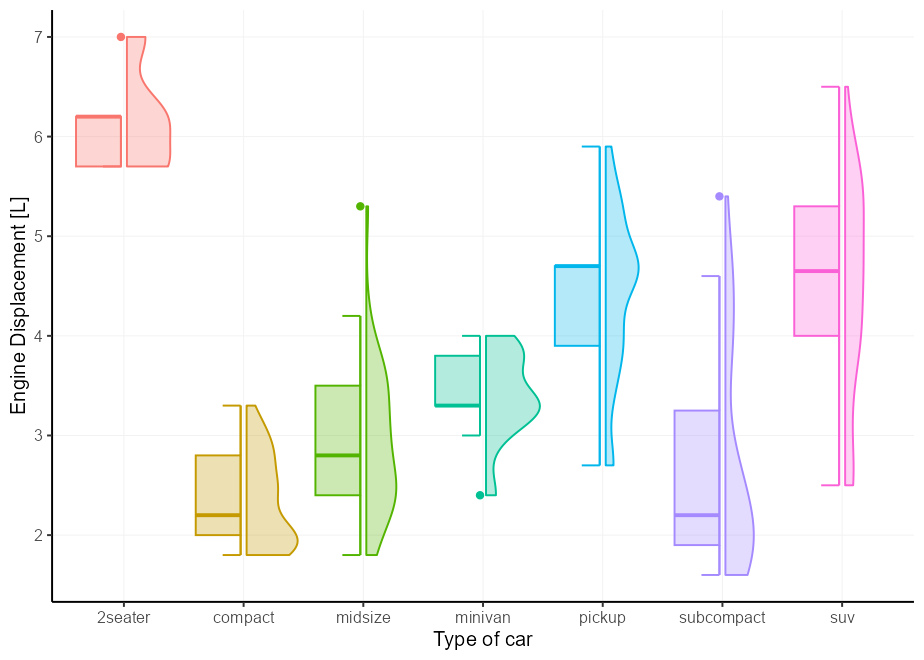 Engine Displacement [L]
7
6
5
4
3
2
2seater compact midsize minivan pickup subcompact suv
Type of car